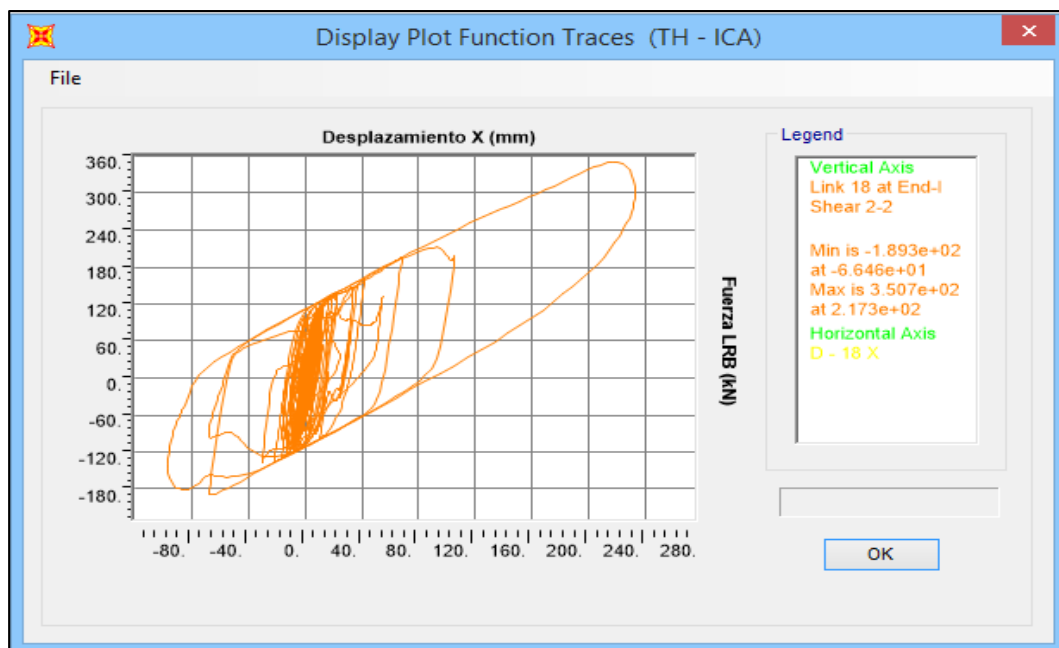 Display Plot Function Traces (TH - ICA)
File
Desplazamiento X (mm)
360.
300.
240.
180.
120.
60.
0.
-60.
-120.
-180.
-80.
-40.
0.
40.
80.
120.
160.
200.
240.
280.
Fuerza LRB (kN)
Legend
Vertical Axis
Link 18 at End-I
Shear 2-2
Min is -1.893e+02
at -6.646e+01
Max is 3.507e+02
at 2.173e+02
Horizontal Axis
D - 18 X
OK